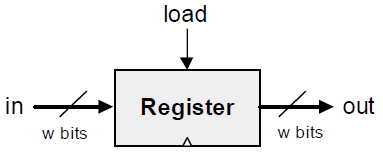 load
in
Register
out
w bits
w bits